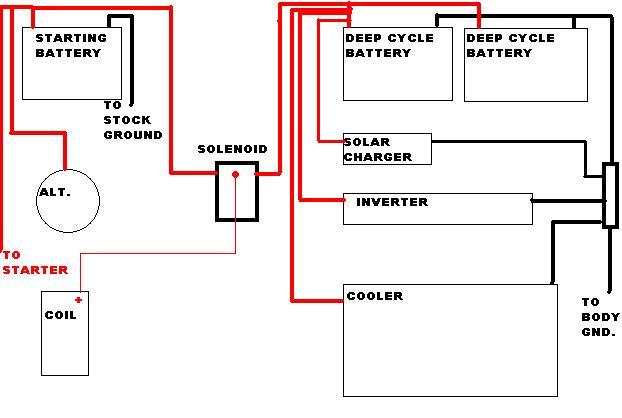 STARTING
BATTERY
DEEP CYCLE
BATTERY
DEEP CYCLE
BATTERY
TO
STOCK
GROUND
SOLENOID
SOLAR
CHARGER
ALT.
INVERTER
TO
STARTER
+
COIL
COOLER
TO
BODY
GND.